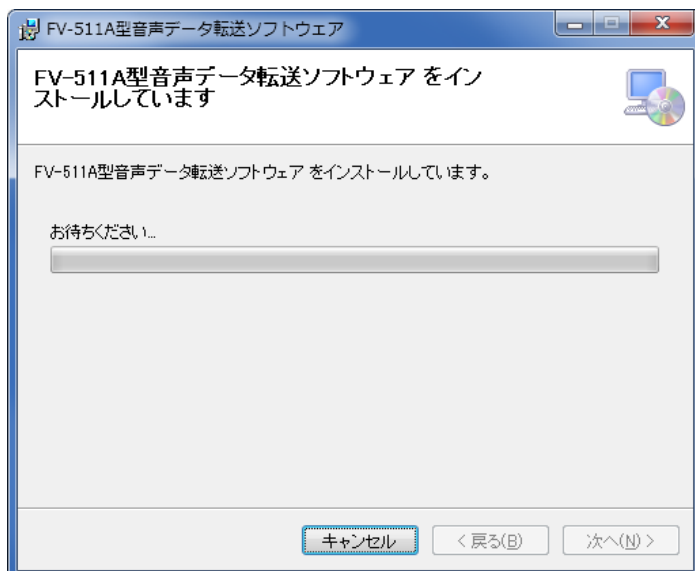 FV-511A型音声データ転送ソフトウェア
FV-511A型音声データ転送ソフトウェア をイン
ストールしています
FV-511A型音声データ転送ソフトウェア をインストールしています。
お待ちください...
キャンセル
< 戻る(B)
次へ(N) >